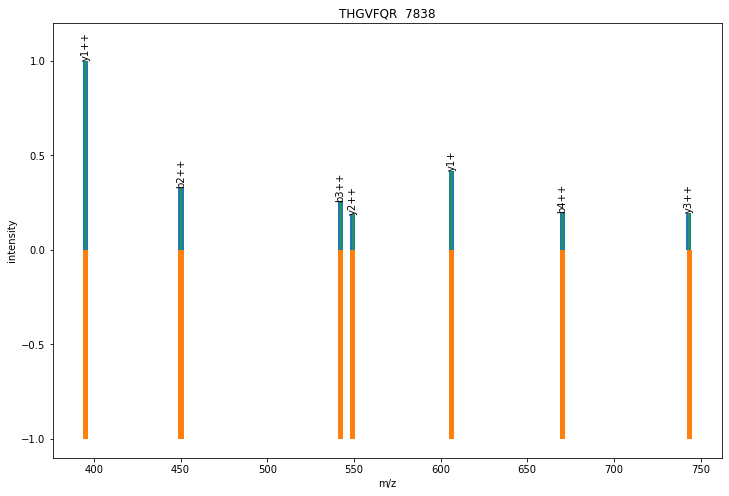 THGVFQR 7838
intensity
1.0
0.5
0.0
−0.5
−1.0
y1++
b2++
b3++
y2++
y1+
b4++
y3++
400 450 500 550 600 650 700 750
m/z